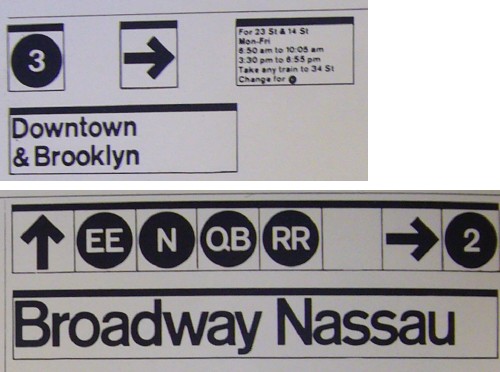 3
For 23 St & 14 St
Mon-Fri
6:50 am to 10:05 am
3:30 pm to 6:55 pm
Take any train to 34 St
Change for
Downtown
& Brooklyn
EE N QB RR 2
Broadway Nassau